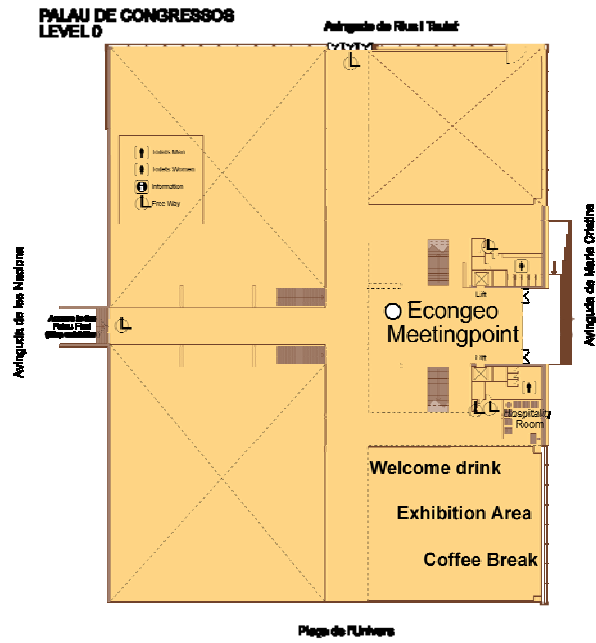 PALAU DE CONGRESSOS
LEVEL 0
Avinguda de Rius i Taulet
Toilets Men
Toilets Women
Information
Free Way
Avinguda de les Nacions
Avinguda de Maria Cristina
Lift
Econgeo
Meetingpoint
Lift
Hospitality
Room
Welcome drink
Exhibition Area
Coffee Break
Plaça de l'Univers